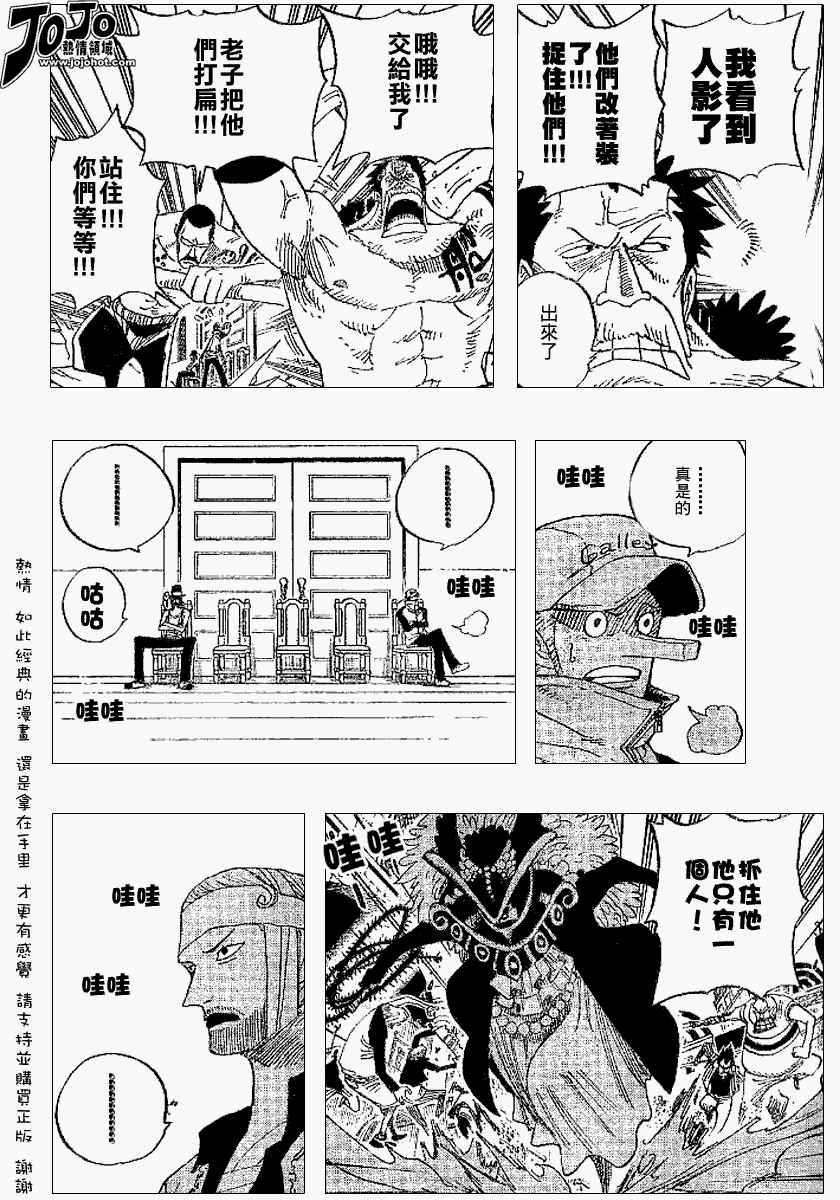 JOJO
熱情領域
www.jojohot.com
我看到
人影了
他們改著裝
了!!!
捉住他們!!!
出來了
哦哦!!!
交給我了
老子把他
們打扁!!!
站住!!!
你們等等!!!
………
真是的
哇哇
Galley
哇哇
哇哇
咕咕
哇哇
抓住他
他只有一
個人!
哇哇!
哇哇
哇哇
熱情 如此經典的漫畫 還是拿在手里 才更有感覺 請支持並購買正版 謝謝